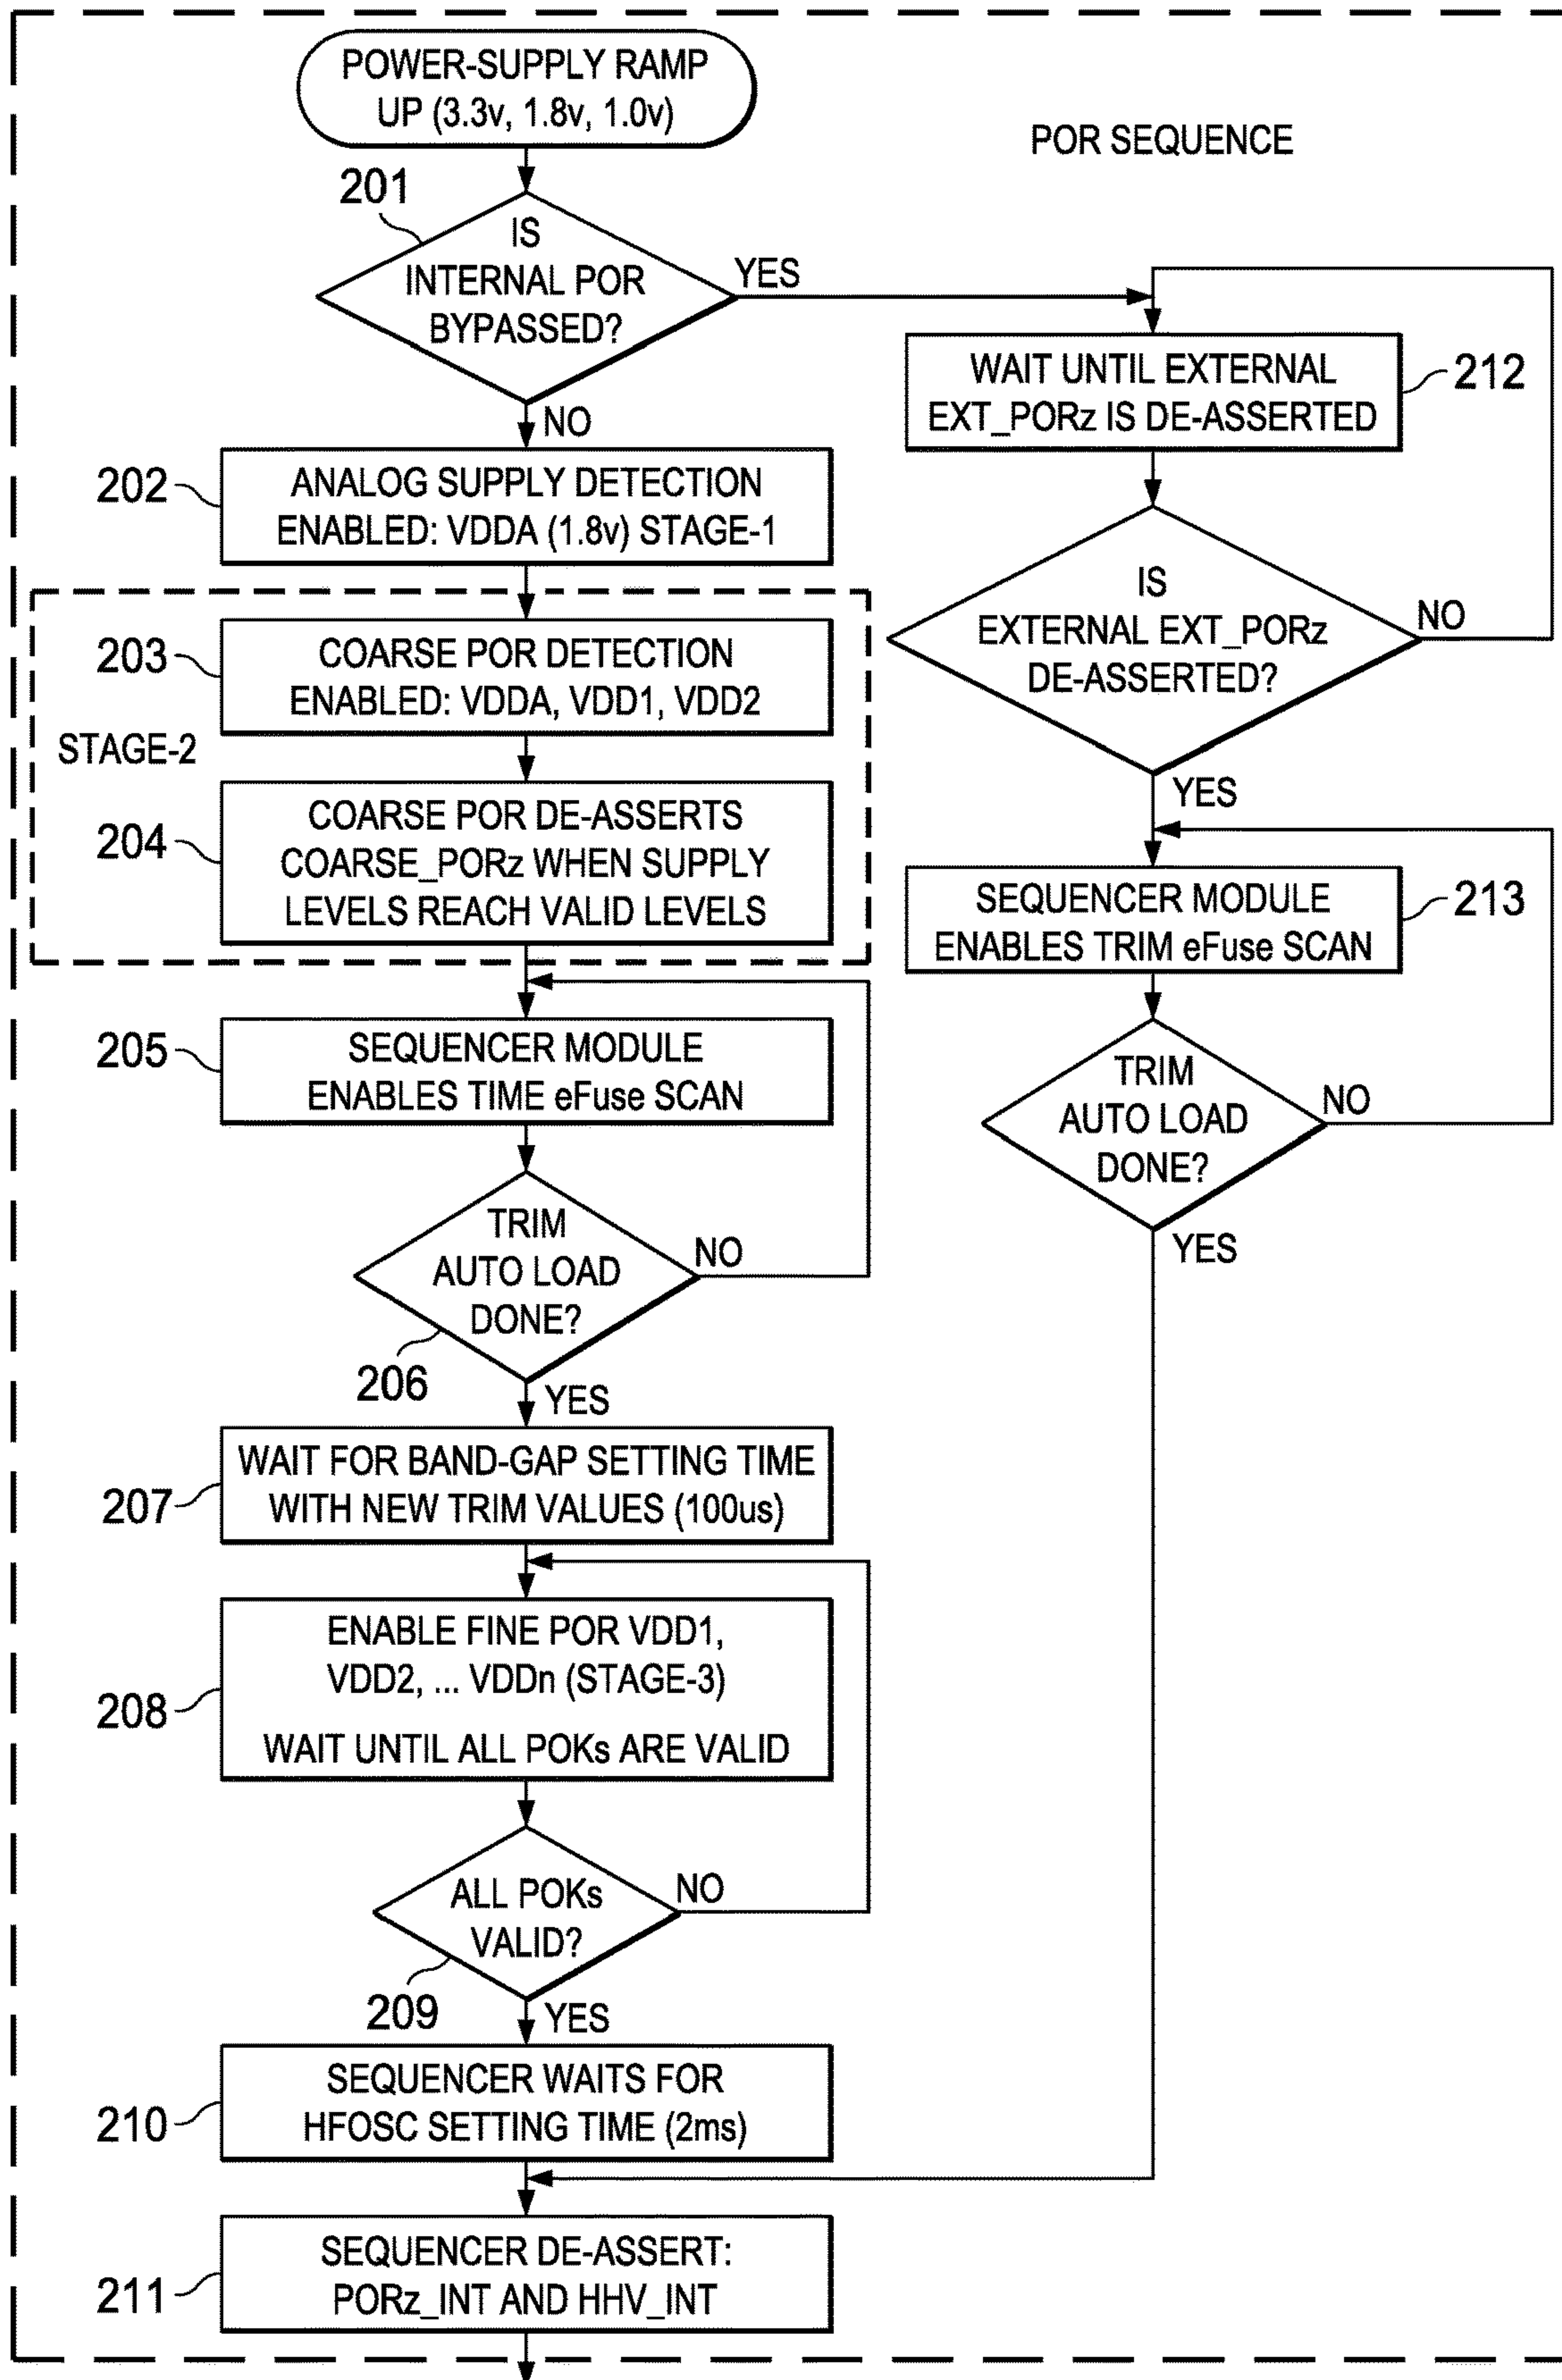 POWER-SUPPLY RAMP
UP (3.3v, 1.8v, 1.0v)
POR SEQUENCE
201
IS
INTERNAL POR
BYPASSED?
YES
NO
202
ANALOG SUPPLY DETECTION
ENABLED: VDDA (1.8v) STAGE-1
203
COARSE POR DETECTION
ENABLED: VDDA, VDD1, VDD2
STAGE-2
204
COARSE POR DE-ASSERTS
COARSE_PORz WHEN SUPPLY
LEVELS REACH VALID LEVELS
205
SEQUENCER MODULE
ENABLES TIME eFuse SCAN
TRIM
AUTO LOAD
DONE?
NO
206
YES
207
WAIT FOR BAND-GAP SETTING TIME
WITH NEW TRIM VALUES (100us)
208
ENABLE FINE POR VDD1,
VDD2, ... VDDn (STAGE-3)
WAIT UNTIL ALL POKs ARE VALID
ALL POKs
VALID?
NO
209
YES
210
SEQUENCER WAITS FOR
HFOSC SETTING TIME (2ms)
211
SEQUENCER DE-ASSERT:
PORz_INT AND HHV_INT
WAIT UNTIL EXTERNAL
EXT_PORz IS DE-ASSERTED
212
IS
EXTERNAL EXT_PORz
DE-ASSERTED?
NO
YES
SEQUENCER MODULE
ENABLES TRIM eFuse SCAN
213
TRIM
AUTO LOAD
DONE?
NO
YES